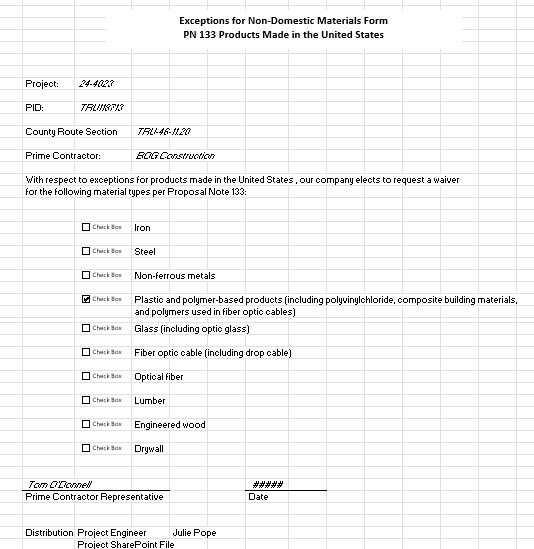 Exceptions for Non-Domestic Materials Form
PN 133 Products Made in the United States
Project: 24-4023
PID: TRU118713
County Route Section TRU-46-11.20
Prime Contractor: BOG Construction
With respect to exceptions for products made in the United States , our company elects to request a waiver
for the following material types per Proposal Note 133:
Check Box Iron
Check Box Steel
Check Box Non-ferrous metals
Check Box Plastic and polymer-based products (including polyvinylchloride, composite building materials,
and polymers used in fiber optic cables)
Check Box Glass (including optic glass)
Check Box Fiber optic cable (including drop cable)
Check Box Optical fiber
Check Box Lumber
Check Box Engineered wood
Check Box Drywall
Tom O'Donnell #####
Prime Contractor Representative Date
Distribution Project Engineer Julie Pope
Project SharePoint File